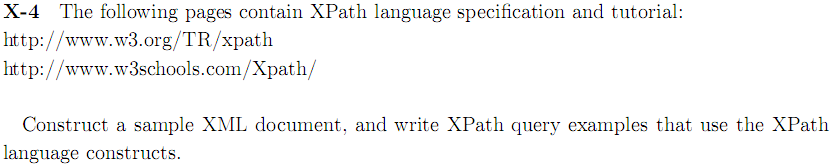 X-4 The following pages contain XPath language specification and tutorial:
http://www.w3.org/TR/xpath
http://www.w3schools.com/Xpath/
Construct a sample XML document, and write XPath query examples that use the XPath
language constructs.